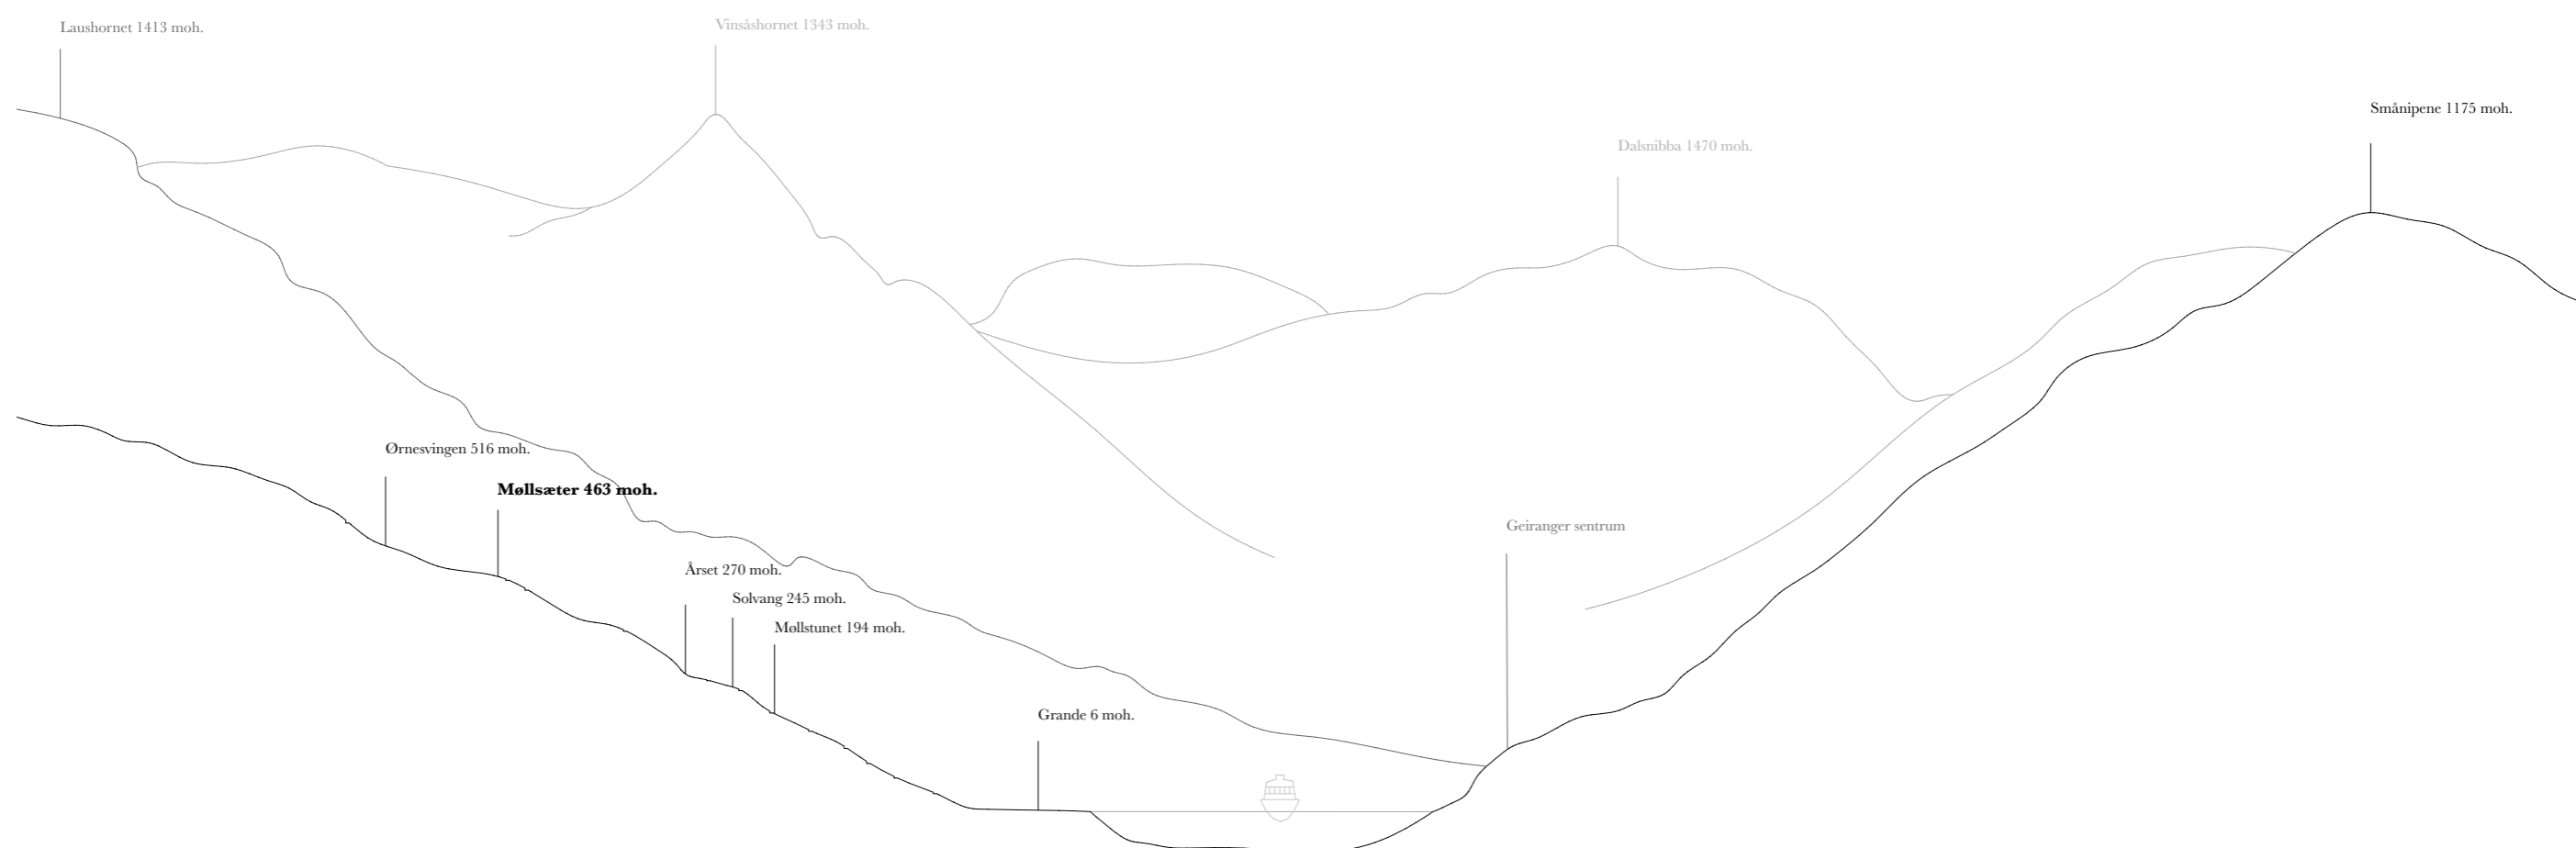 Laushornet 1413 moh.
Vinsåshornet 1343 moh.
Smånipene 1175 moh.
Dalsnibba 1470 moh.
Ørnesvingen 516 moh.
Møllsæter 463 moh.
Geiranger sentrum
Årset 270 moh.
Solvang 245 moh.
Møllstunet 194 moh.
Grande 6 moh.